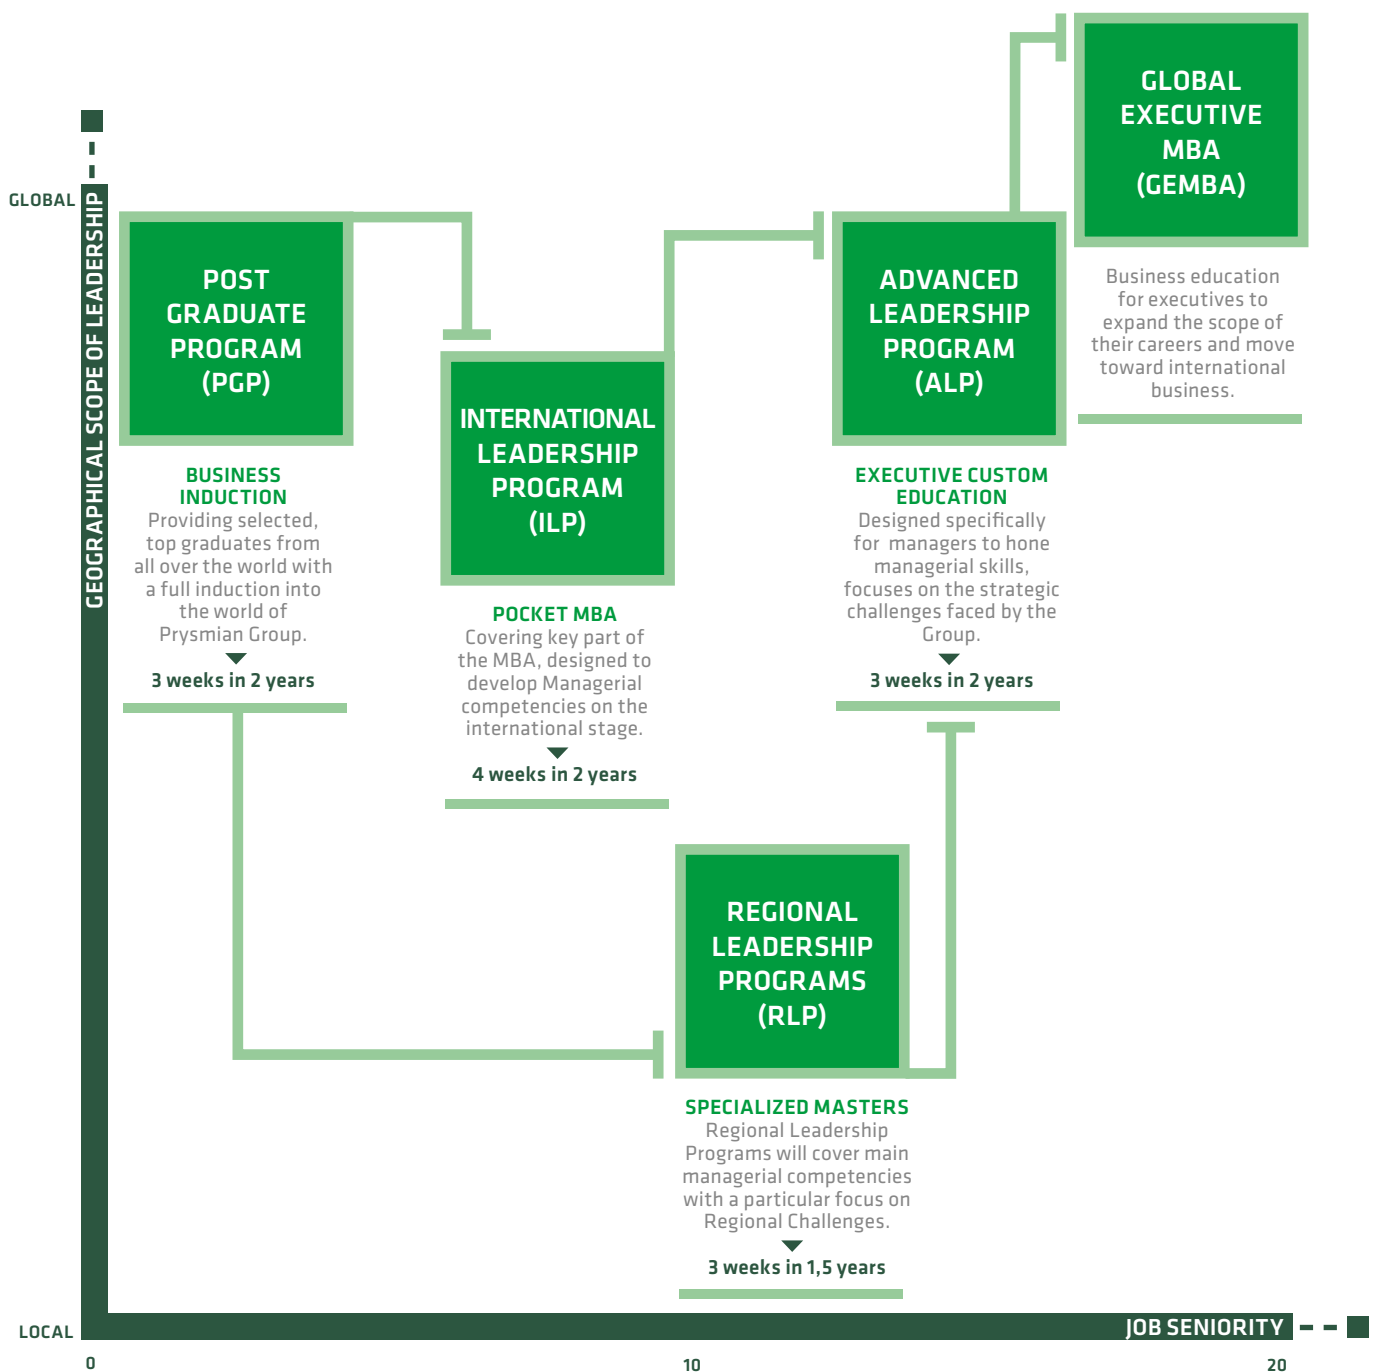 GLOBAL
EXECUTIVE
MBA
(GEMBA)
Business education
for executives to
expand the scope of
their careers and move
toward international
business.
GLOBAL
GEOGRAPHICAL SCOPE OF LEADERSHIP
POST
GRADUATE
PROGRAM
(PGP)
BUSINESS
INDUCTION
Providing selected,
top graduates from
all over the world with
a full induction into
the world of
Prysmian Group.
3 weeks in 2 years
INTERNATIONAL
LEADERSHIP
PROGRAM
(ILP)
POCKET MBA
Covering key part of
the MBA, designed to
develop Managerial
competencies on the
international stage.
4 weeks in 2 years
ADVANCED
LEADERSHIP
PROGRAM
(ALP)
EXECUTIVE CUSTOM
EDUCATION
Designed specifically
for managers to hone
managerial skills,
focuses on the strategic
challenges faced by the
Group.
3 weeks in 2 years
REGIONAL
LEADERSHIP
PROGRAMS
(RLP)
SPECIALIZED MASTERS
Regional Leadership
Programs will cover main
managerial competencies
with a particular focus on
Regional Challenges.
3 weeks in 1,5 years
LOCAL
JOB SENIORITY
0
10
20